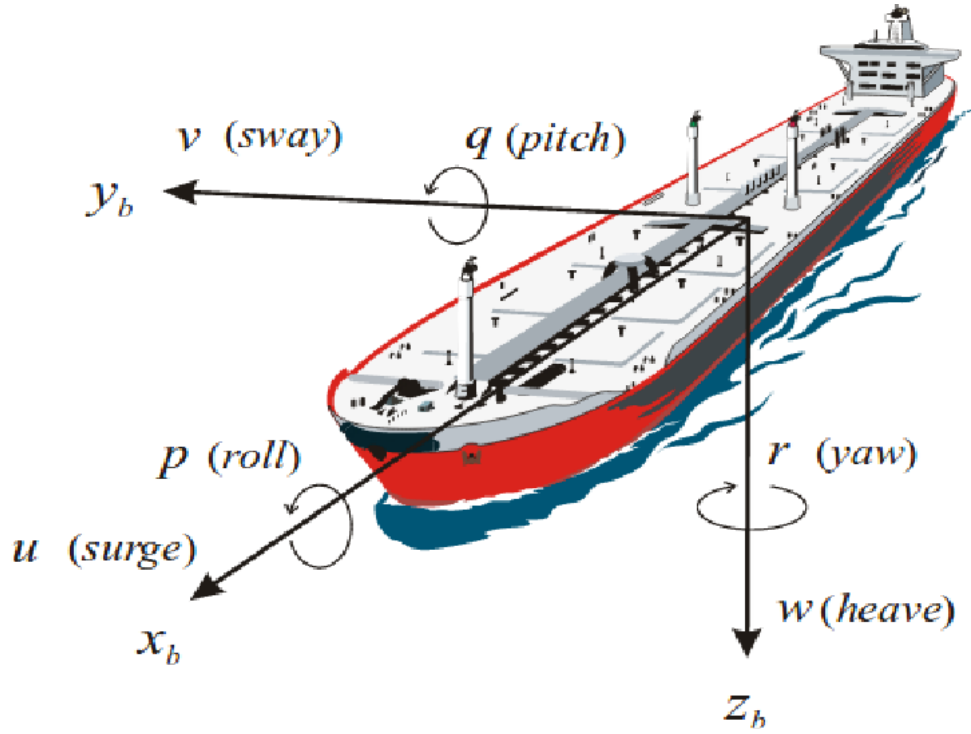 v (sway)
q (pitch)
y_b
p (roll)
r (yaw)
u (surge)
w (heave)
x_b
z_b